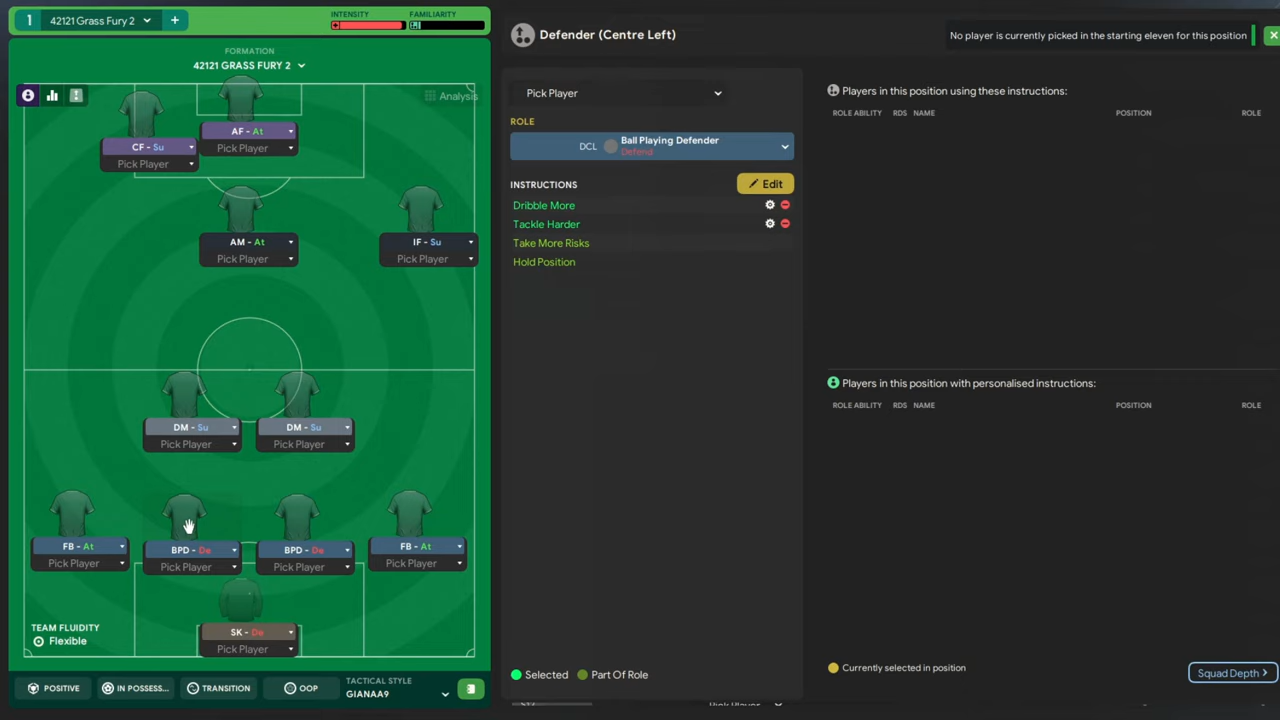 1 42121 Grass Fury 2 +
INTENSITY
FAMILIARITY
FORMATION
42121 GRASS FURY 2
Analysis
AF - At
Pick Player
CF - Su
Pick Player
AM - At
Pick Player
IF - Su
Pick Player
DM - Su
Pick Player
DM - Su
Pick Player
FB - At
Pick Player
BPD - De
Pick Player
BPD - De
Pick Player
FB - At
Pick Player
SK - De
Pick Player
TEAM FLUIDITY
Flexible
POSITIVE
IN POSSESS...
TRANSITION
OOP
TACTICAL STYLE
GIANAA9
Defender (Centre Left)
No player is currently picked in the starting eleven for this position
Pick Player
ROLE
DCL Ball Playing Defender
Defend
INSTRUCTIONS
Edit
Dribble More
Tackle Harder
Take More Risks
Hold Position
Selected
Part Of Role
Players in this position using these instructions:
ROLE ABILITY RDS NAME POSITION ROLE
Players in this position with personalised instructions:
ROLE ABILITY RDS NAME POSITION ROLE
Currently selected in position
Squad Depth >